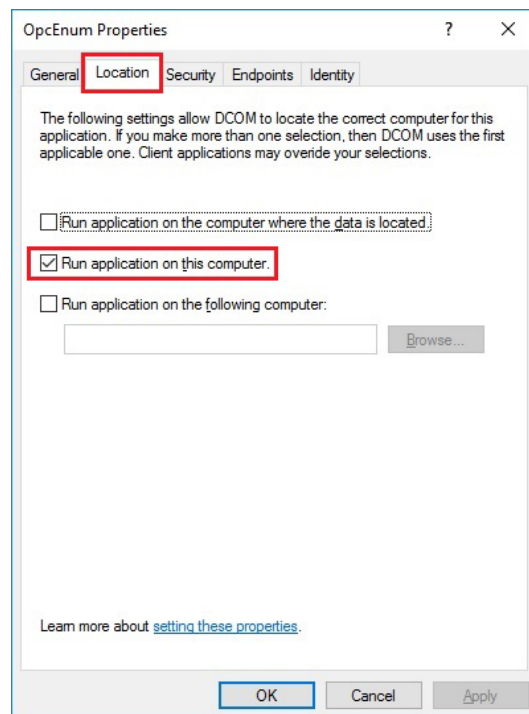 OpcEnum Properties
? X
General Location Security Endpoints Identity
The following settings allow DCOM to locate the correct computer for this
application. If you make more than one selection, then DCOM uses the first
applicable one. Client applications may overide your selections.
Run application on the computer where the data is located.
Run application on this computer.
Run application on the following computer:
Browse...
Learn more about setting these properties.
OK Cancel Apply